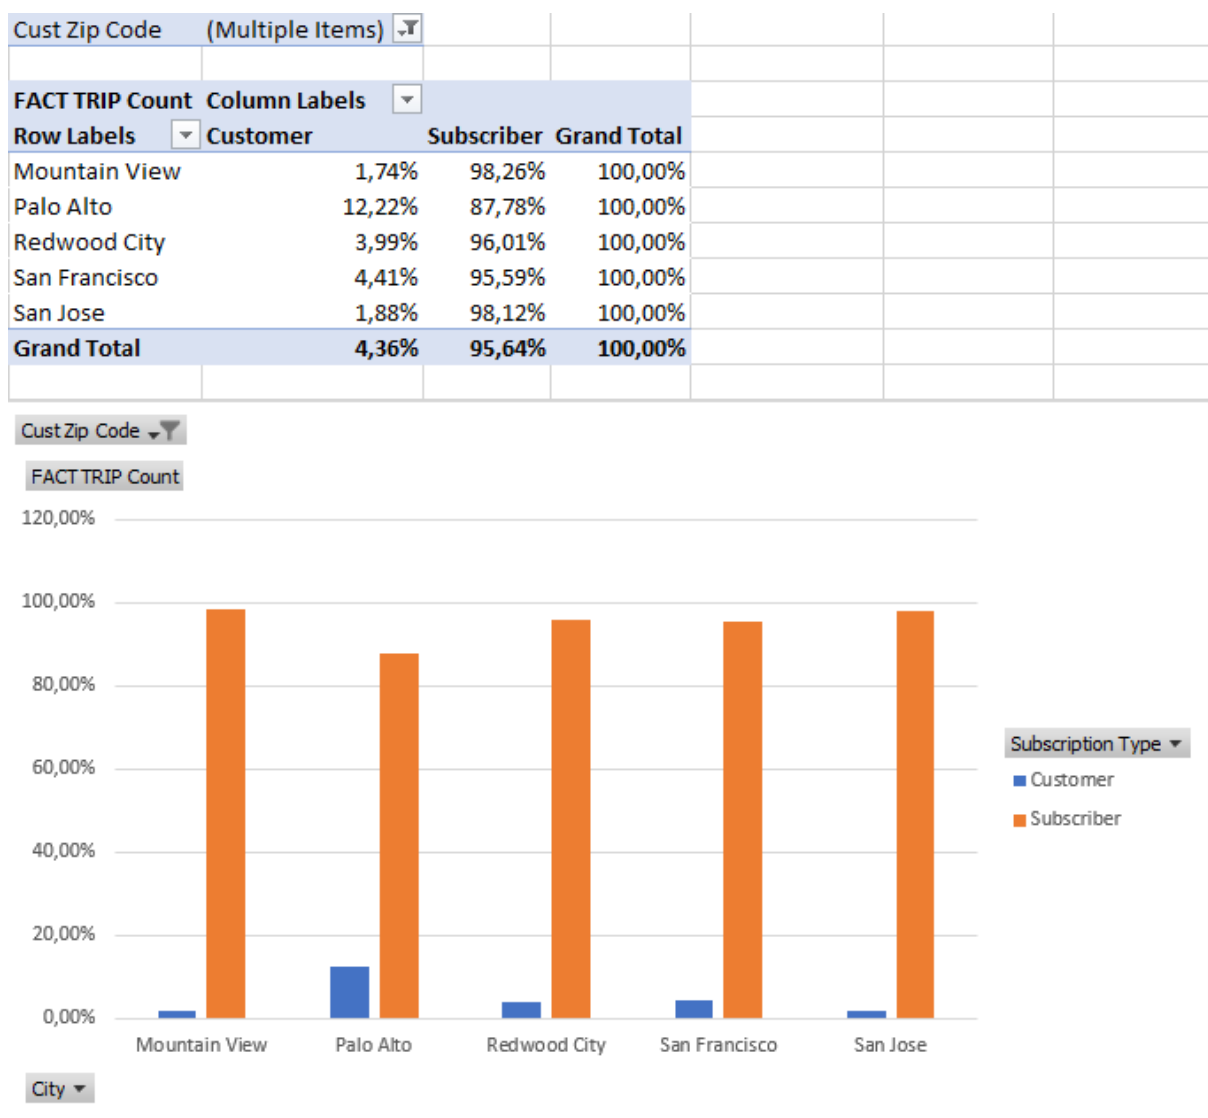 Cust Zip Code (Multiple Items)
FACT TRIP Count Column Labels
Row Labels Customer Subscriber Grand Total
Mountain View 1,74% 98,26% 100,00%
Palo Alto 12,22% 87,78% 100,00%
Redwood City 3,99% 96,01% 100,00%
San Francisco 4,41% 95,59% 100,00%
San Jose 1,88% 98,12% 100,00%
Grand Total 4,36% 95,64% 100,00%
Cust Zip Code
FACT TRIP Count
120,00%
100,00%
80,00%
60,00%
40,00%
20,00%
0,00%
Mountain View Palo Alto Redwood City San Francisco San Jose
Subscription Type
Customer
Subscriber
City